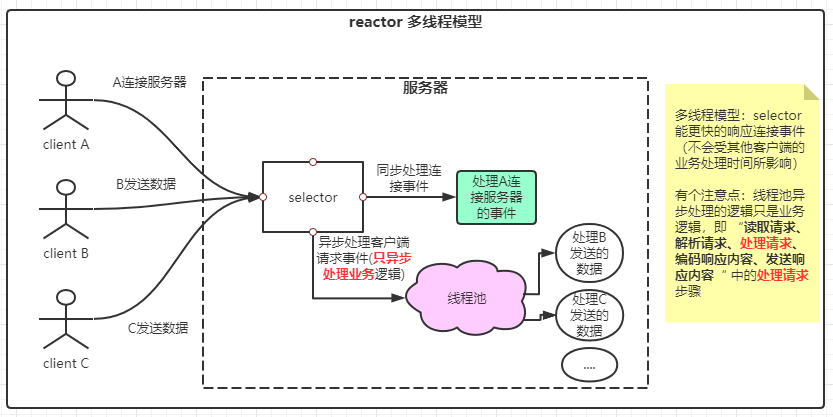 reactor 多线程模型
A连接服务器
client A
B发送数据
client B
C发送数据
client C
服务器
selector
同步处理连
接事件
处理A连
接服务器
的事件
异步处理客户端
请求事件(只异步
处理业务逻辑)
线程池
处理B
发送的
数据
处理C
发送的
数据
....
多线程模型：selector
能更快的响应连接事件
（不会受其他客户端的
业务处理时间所影响）
有个注意点：线程池异
步处理的逻辑只是业务
逻辑，即 “读取请求、
解析请求、处理请求、
编码响应内容、发送响
应内容 “ 中的处理请求
步骤